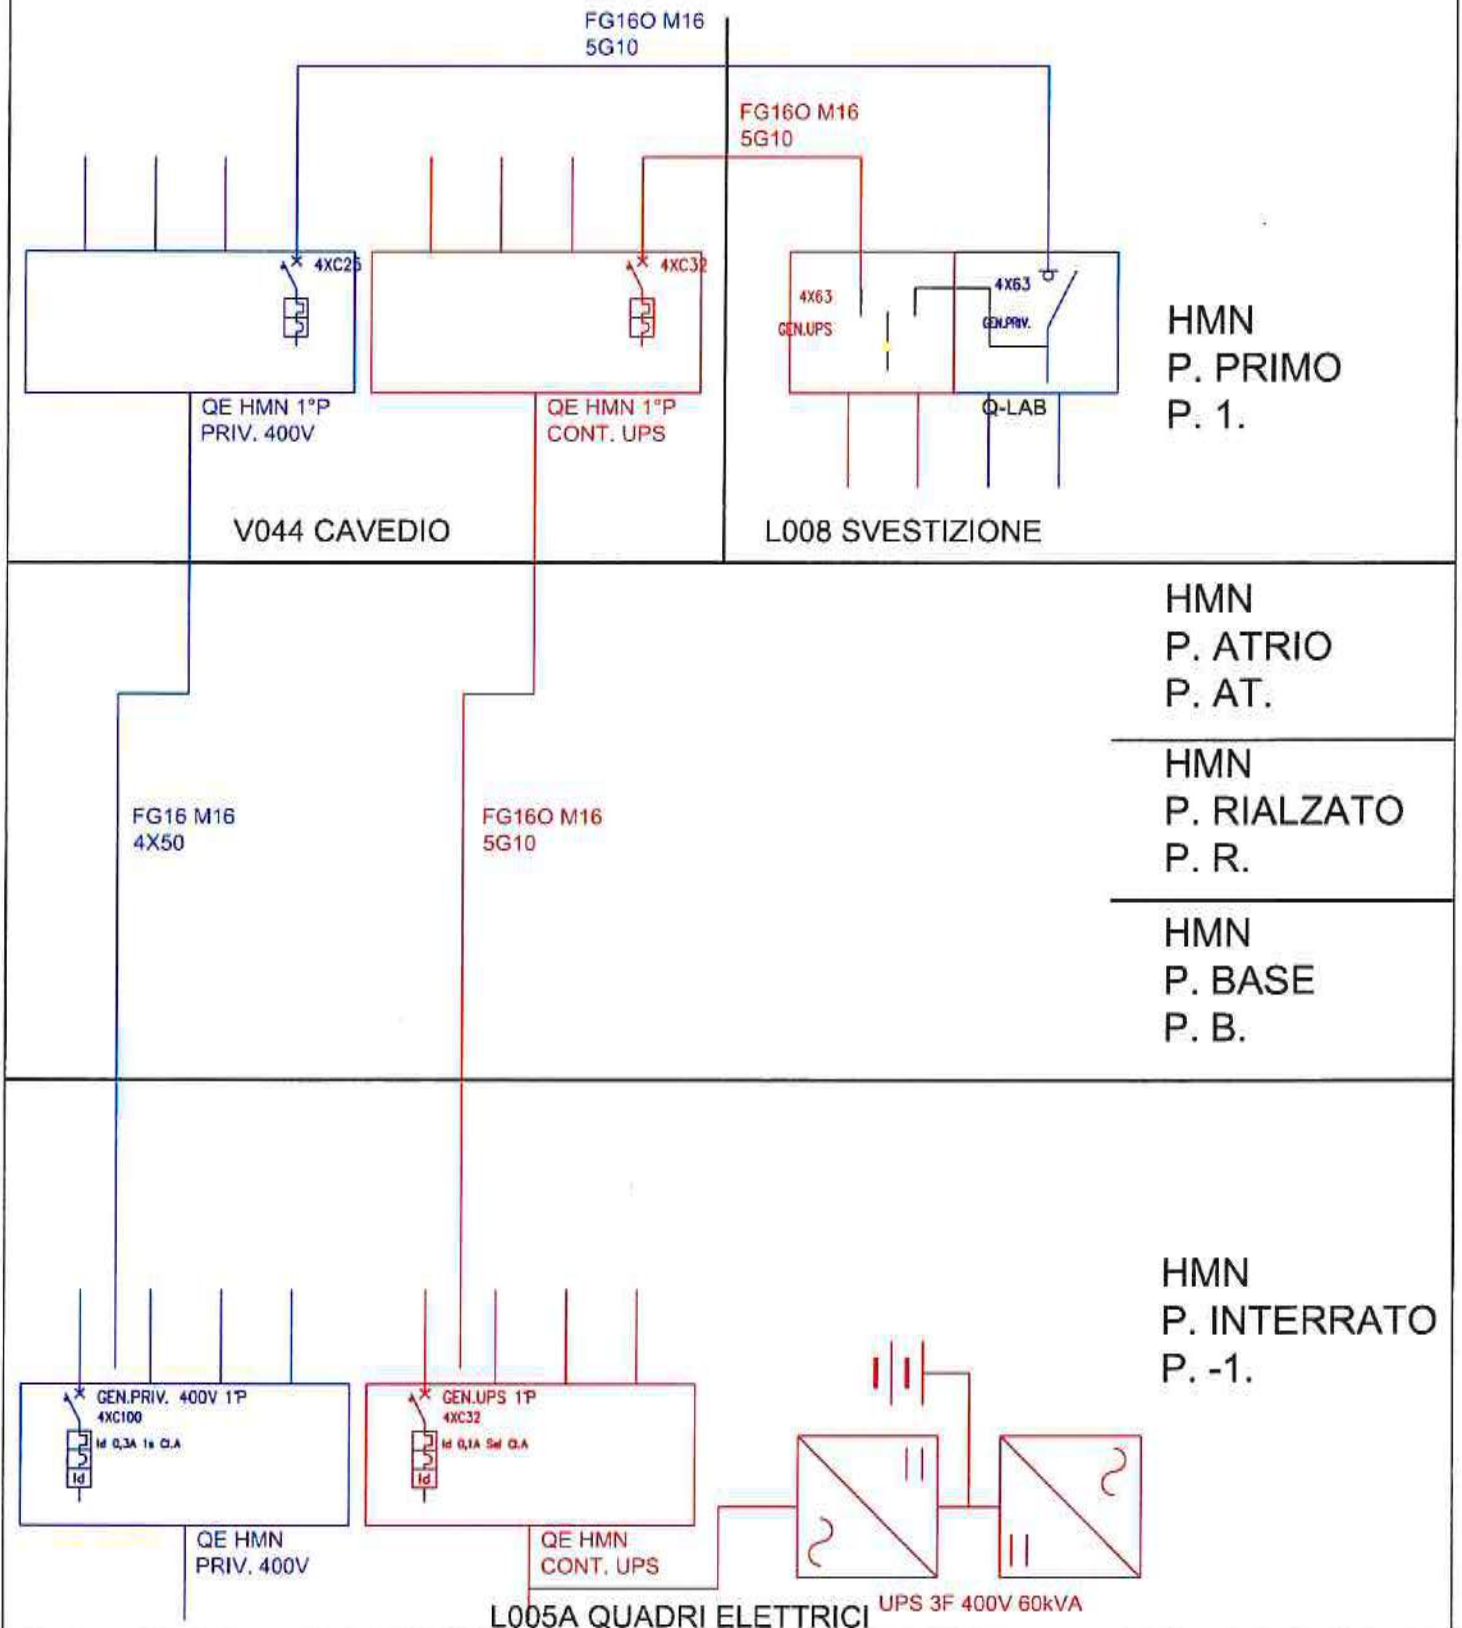 FG16O M16
5G10
FG16O M16
5G10
4XC25
4XC32
4X63
GEN.UPS
4X63
GEN.PRIV.
QE HMN 1°P
PRIV. 400V
QE HMN 1°P
CONT. UPS
Q-LAB
HMN
P. PRIMO
P. 1.
V044 CAVEDIO
L008 SVESTIZIONE
HMN
P. ATRIO
P. AT.
HMN
P. RIALZATO
P. R.
FG16 M16
4X50
FG16O M16
5G10
HMN
P. BASE
P. B.
HMN
P. INTERRATO
P. -1.
GEN.PRIV. 400V 1°P
4XC100
Id 0,3A 1s Cl.A
Id
GEN.UPS 1°P
4XC32
Id 0,1A Sel Cl.A
Id
QE HMN
PRIV. 400V
QE HMN
CONT. UPS
UPS 3F 400V 60kVA
L005A QUADRI ELETTRICI